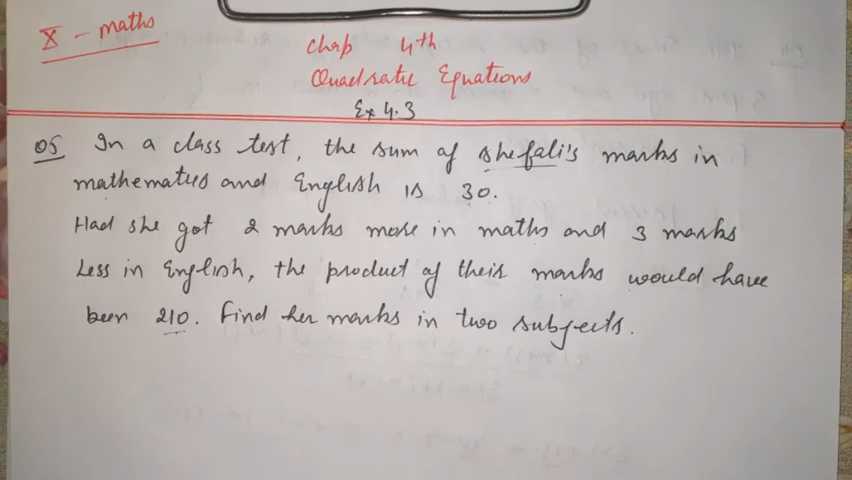 X - maths
Chap 4th
Quadratic Equations
Ex 4.3
Q5 In a class test, the sum of shefali's marks in
mathematics and English is 30.
Had she got 2 marks more in maths and 3 marks
Less in English, the product of their marks would have
been 210. Find her marks in two subjects.